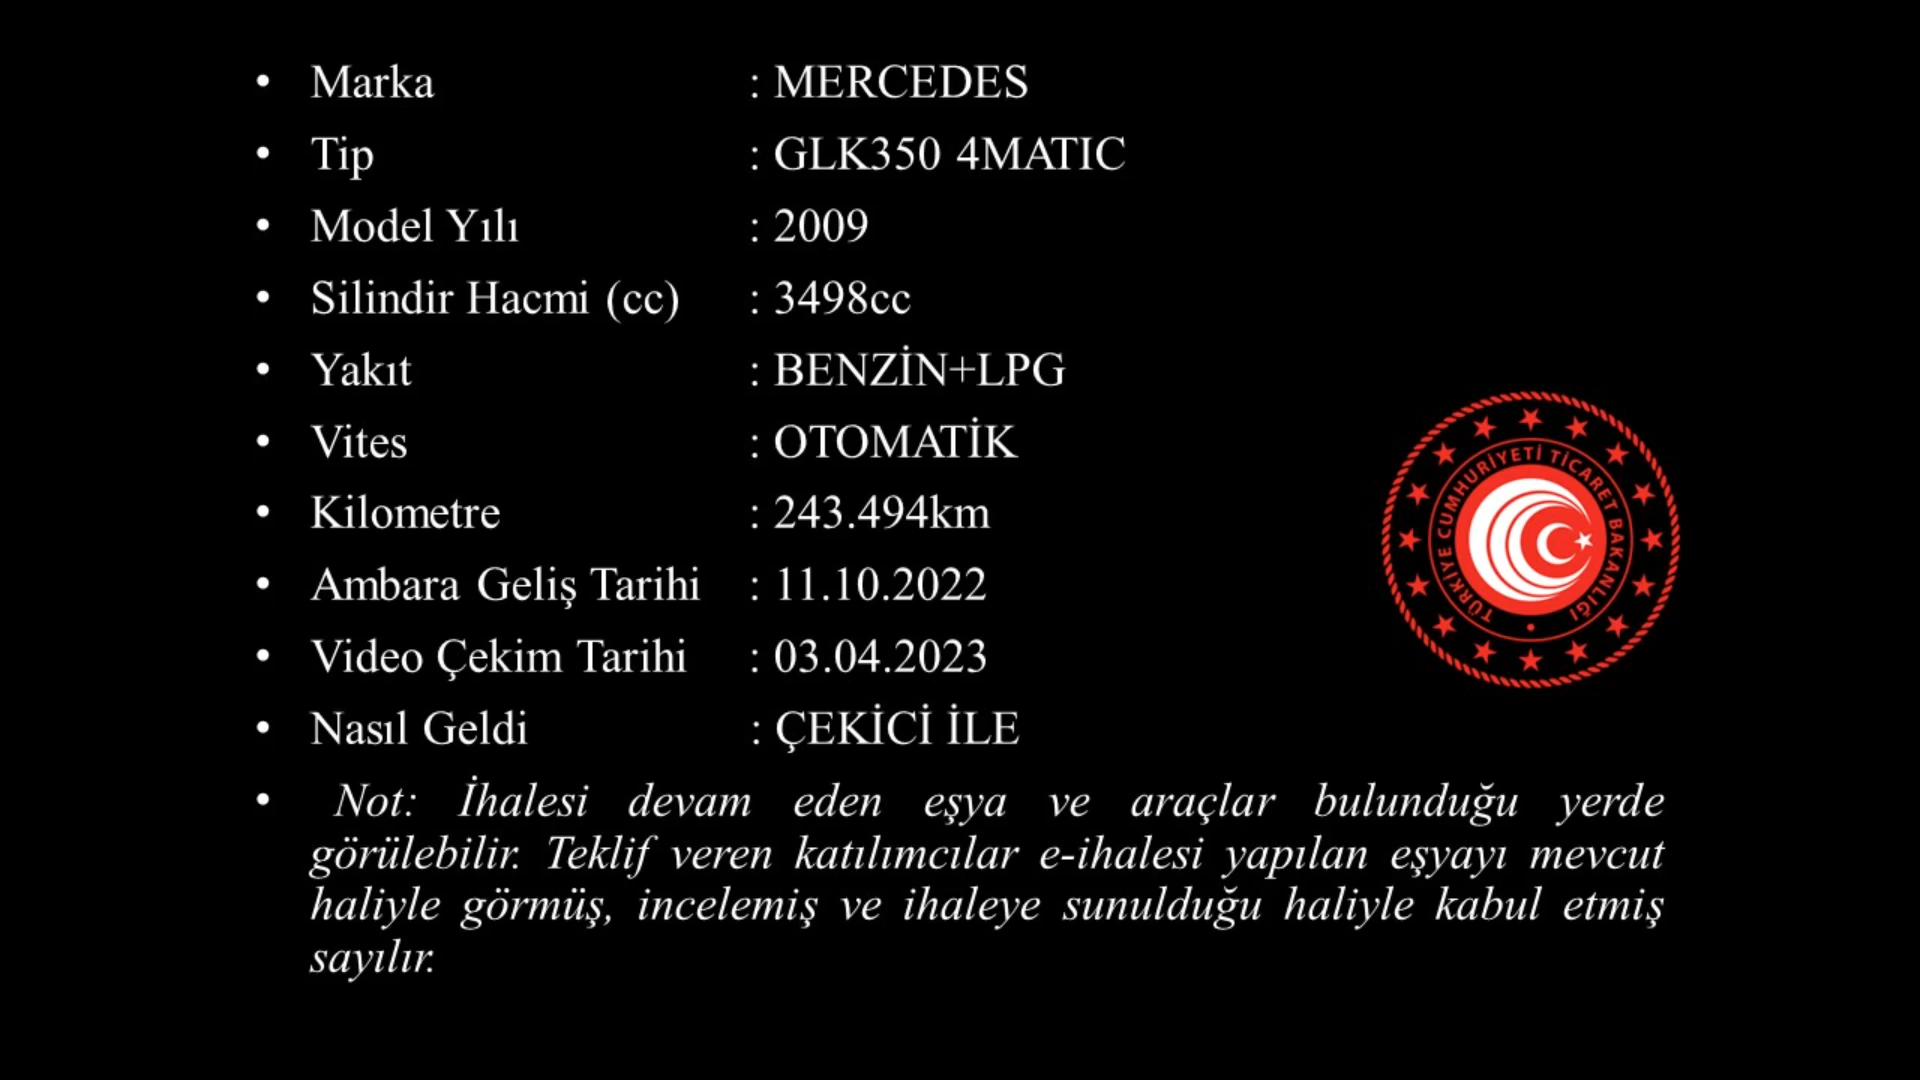 • Marka : MERCEDES
• Tip : GLK350 4MATIC
• Model Yılı : 2009
• Silindir Hacmi (cc) : 3498cc
• Yakıt : BENZİN+LPG
• Vites : OTOMATİK
• Kilometre : 243.494km
• Ambara Geliş Tarihi : 11.10.2022
• Video Çekim Tarihi : 03.04.2023
• Nasıl Geldi : ÇEKİCİ İLE
• Not: İhalesi devam eden eşya ve araçlar bulunduğu yerde
görülebilir. Teklif veren katılımcılar e-ihalesi yapılan eşyayı mevcut
haliyle görmüş, incelemiş ve ihaleye sunulduğu haliyle kabul etmiş
sayılır.
TÜRKİYE CUMHURİYETİ TİCARET BAKANLIĞI